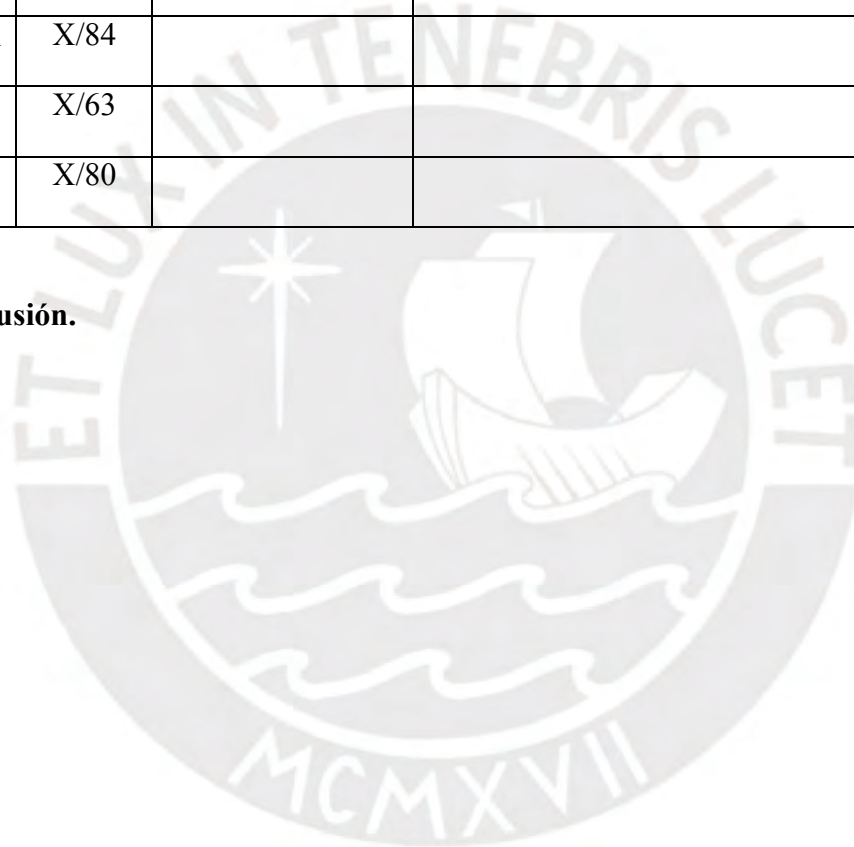 X/84
X/63
X/80
usión.
ET LUX IN TENEBRIS LUCET
MCMXVII